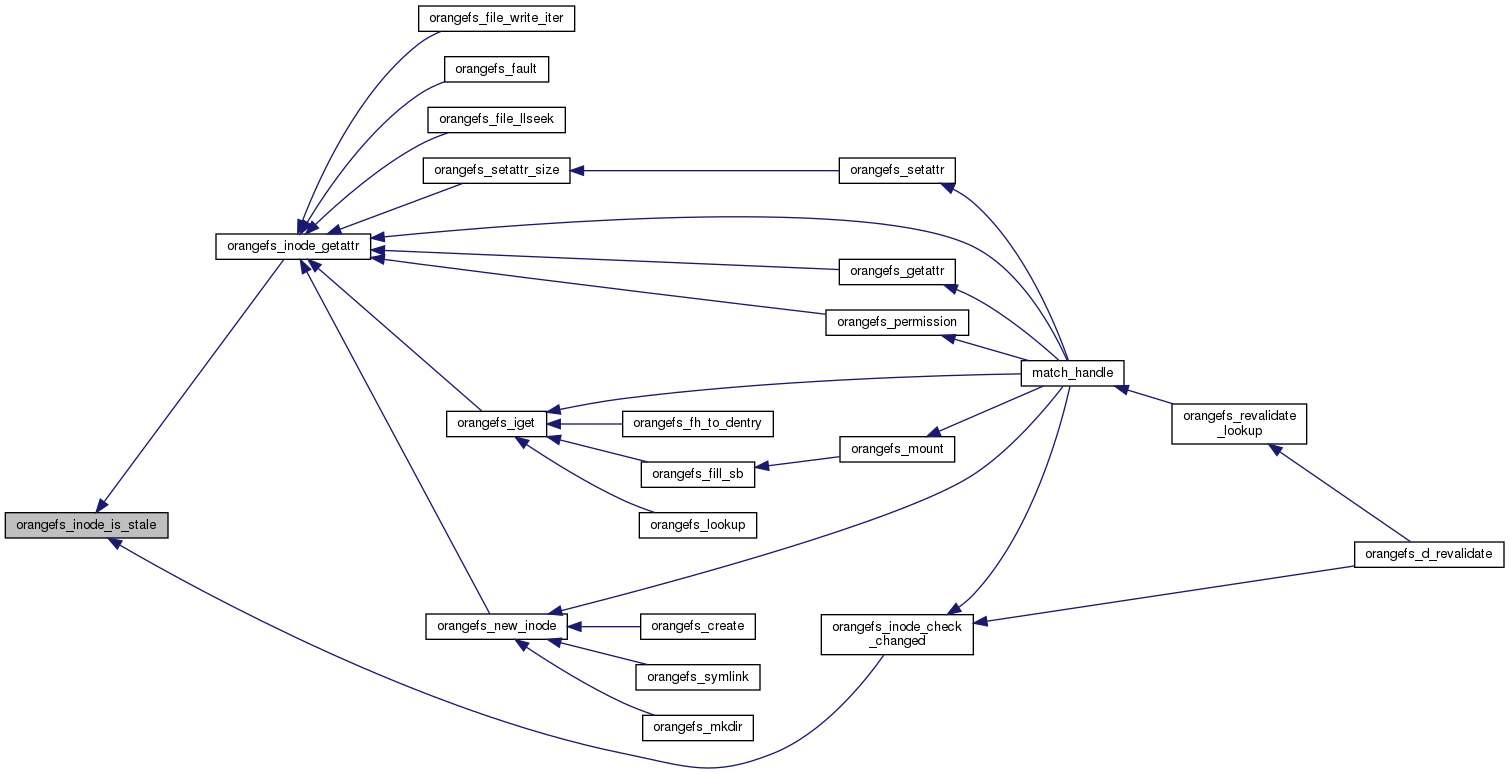 orangefs_file_write_iter
orangefs_fault
orangefs_file_llseek
orangefs_setattr_size
orangefs_setattr
orangefs_inode_getattr
orangefs_getattr
orangefs_permission
match_handle
orangefs_iget
orangefs_fh_to_dentry
orangefs_revalidate
_lookup
orangefs_mount
orangefs_fill_sb
orangefs_inode_is_stale
orangefs_lookup
orangefs_d_revalidate
orangefs_new_inode
orangefs_create
orangefs_inode_check
_changed
orangefs_symlink
orangefs_mkdir